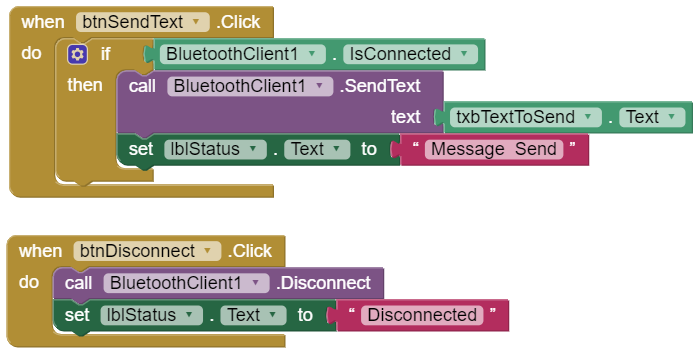 when btnSendText .Click
do if BluetoothClient1 . IsConnected
then call BluetoothClient1 .SendText
text txbTextToSend . Text
set lblStatus . Text to “ Message Send ”
when btnDisconnect .Click
do call BluetoothClient1 .Disconnect
set lblStatus . Text to “ Disconnected ”